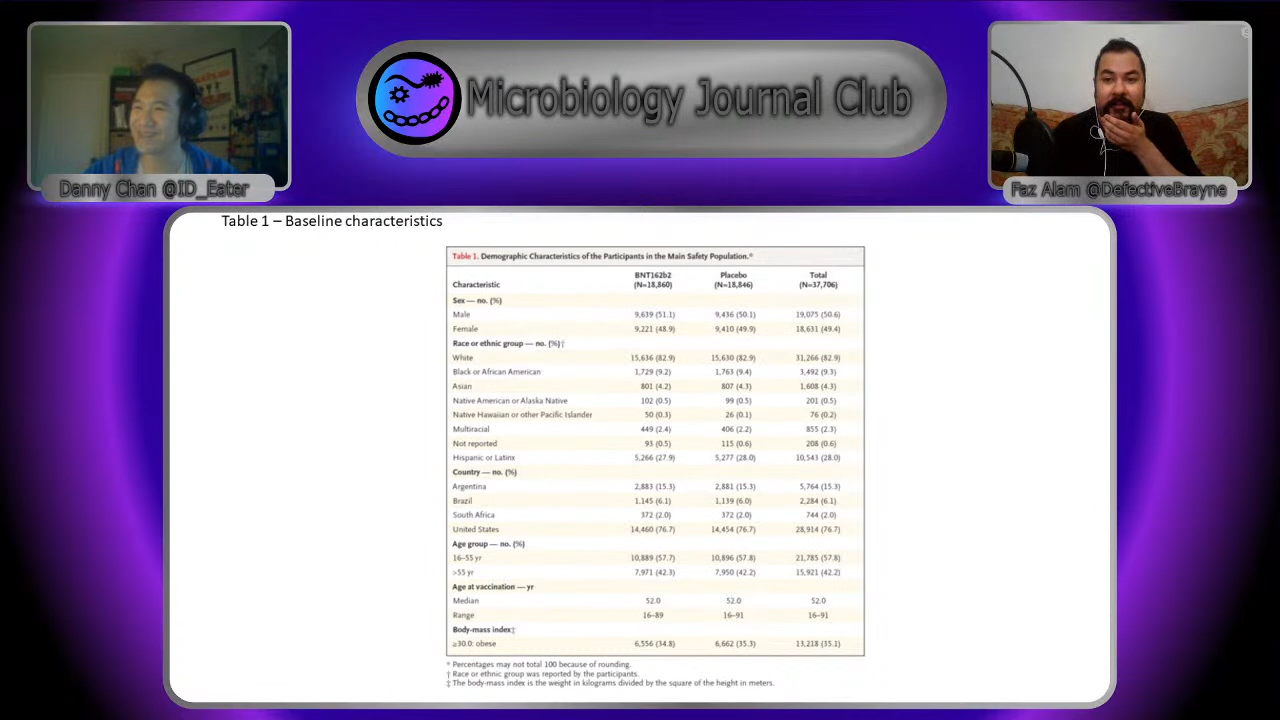 Microbiology Journal Club
Danny Chan @ID_Eater
Faz Alam @DefectiveBrayne
Table 1 – Baseline characteristics
Table 1. Demographic Characteristics of the Participants in the Main Safety Population.*
Characteristic BNT162b2 (N=18,860) Placebo (N=18,846) Total (N=37,706)
Sex — no. (%)
Male 9,639 (51.1) 9,436 (50.1) 19,075 (50.6)
Female 9,221 (48.9) 9,410 (49.9) 18,631 (49.4)
Race or ethnic group — no. (%)†
White 15,636 (82.9) 15,630 (82.9) 31,266 (82.9)
Black or African American 1,729 (9.2) 1,763 (9.4) 3,492 (9.3)
Asian 801 (4.2) 807 (4.3) 1,608 (4.3)
Native American or Alaska Native 102 (0.5) 99 (0.5) 201 (0.5)
Native Hawaiian or other Pacific Islander 50 (0.3) 26 (0.1) 76 (0.2)
Multiracial 449 (2.4) 406 (2.2) 855 (2.3)
Not reported 93 (0.5) 115 (0.6) 208 (0.6)
Hispanic or Latinx 5,266 (27.9) 5,277 (28.0) 10,543 (28.0)
Country — no. (%)
Argentina 2,883 (15.3) 2,881 (15.3) 5,764 (15.3)
Brazil 1,145 (6.1) 1,139 (6.0) 2,284 (6.1)
South Africa 372 (2.0) 372 (2.0) 744 (2.0)
United States 14,460 (76.7) 14,454 (76.7) 28,914 (76.7)
Age group — no. (%)
16–55 yr 10,889 (57.7) 10,896 (57.8) 21,785 (57.8)
>55 yr 7,971 (42.3) 7,950 (42.2) 15,921 (42.2)
Age at vaccination — yr
Median 52.0 52.0 52.0
Range 16–89 16–91 16–91
Body-mass index‡
≥30.0: obese 6,556 (34.8) 6,662 (35.3) 13,218 (35.1)
* Percentages may not total 100 because of rounding.
† Race or ethnic group was reported by the participants.
‡ The body-mass index is the weight in kilograms divided by the square of the height in meters.